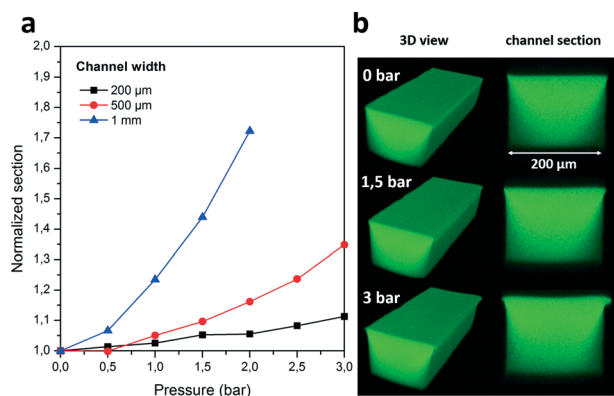 a
Normalized section
2,0
1,9
1,8
1,7
1,6
1,5
1,4
1,3
1,2
1,1
1,0
Channel width
200 µm
500 µm
1 mm
0,0 0,5 1,0 1,5 2,0 2,5 3,0
Pressure (bar)
b
3D view channel section
0 bar
200 µm
1,5 bar
3 bar